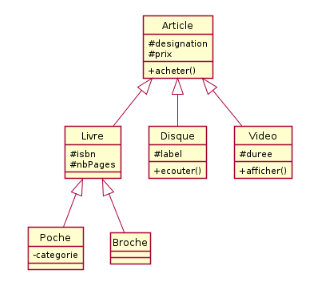 Article
#designation
#prix
+acheter()
Livre
#isbn
#nbPages
Disque
#label
+ecouter()
Video
#duree
+afficher()
Poche
-categorie
Broche